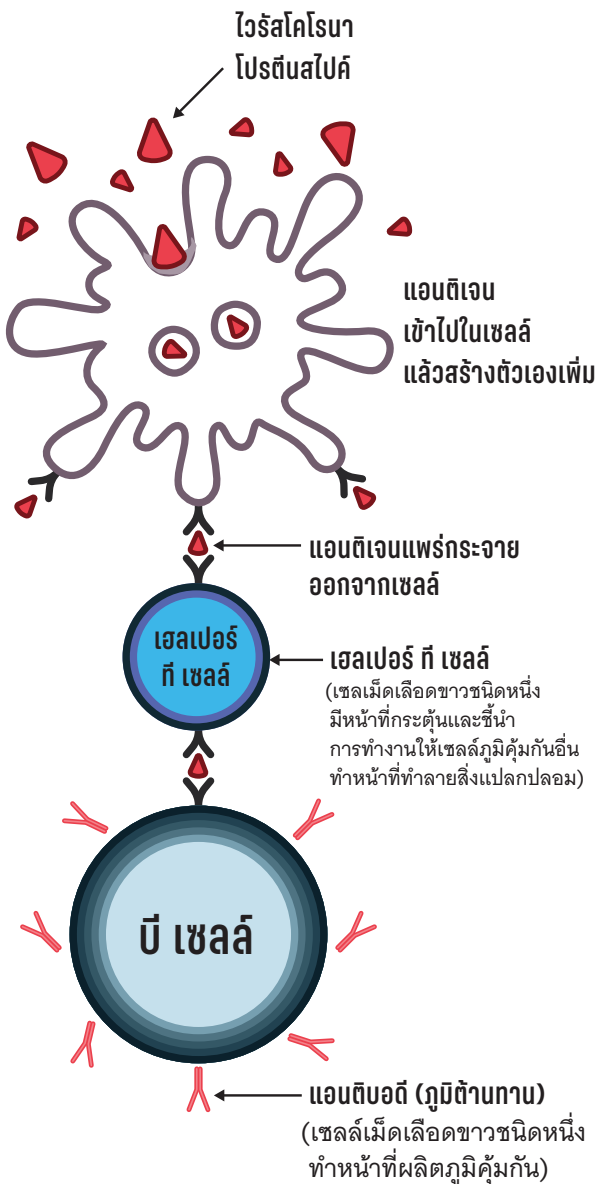 ไวรัสโคโรนา
โปรตีนสไปค์
แอนติเจน
เข้าไปในเซลล์
แล้วสร้างตัวเองเพิ่ม
แอนติเจนแพร่กระจาย
ออกจากเซลล์
เฮลเปอร์
ที เซลล์
เฮลเปอร์ ที เซลล์
(เซลเม็ดเลือดขาวชนิดหนึ่ง
มีหน้าที่กระตุ้นและชี้นำ
การทำงานให้เซลล์ภูมิคุ้มกันอื่น
ทำหน้าที่ทำลายสิ่งแปลกปลอม)
บี เซลล์
แอนติบอดี (ภูมิต้านทาน)
(เซลล์เม็ดเลือดขาวชนิดหนึ่ง
ทำหน้าที่ผลิตภูมิคุ้มกัน)